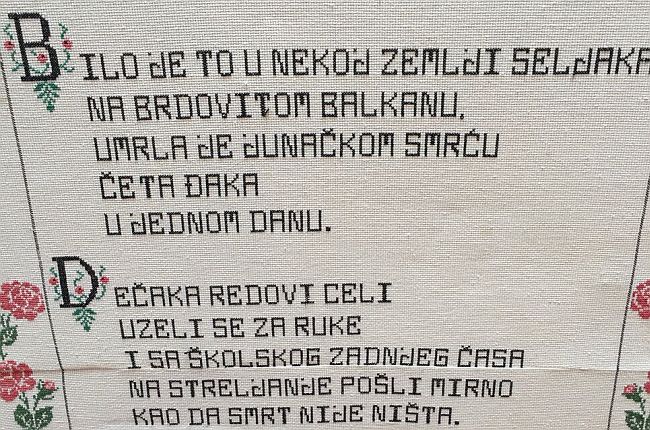 BILO JE TO U NEKOJ ZEMLJI SELJAKA
NA BRDOVITOM BALKANU,
UMRLA JE JUNAČKOM SMRĆU
ČETA ĐAKA
U JEDNOM DANU.
DEČAKA REDOVI CELI
UZELI SE ZA RUKE
I SA ŠKOLSKOG ZADNJEG ČASA
NA STRELJANJE POŠLI MIRNO
KAO DA SMRT NIJE NIŠTA.